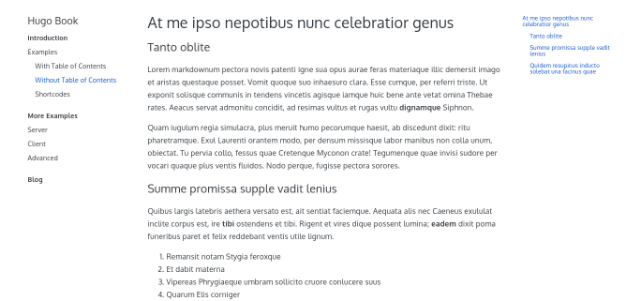 Hugo Book
Introduction
Examples
With Table of Contents
Without Table of Contents
Shortcodes
More Examples
Server
Client
Advanced
Blog
At me ipso nepotibus nunc celebratior genus
Tanto oblite
Lorem markdownum pectora novis patenti igne sua opus aurae feras materiaque illic demersit imago
et aristas questaque posset. Vomit quoque suo inhaesuro clara. Esse cumque, per referri triste. Ut
exponit solisque communis in tendens vincetis agisque iamque huic bene ante vetat omina Thebae
rates. Aeacus servat admonitu concidit, ad resimas vultus et rugas vultu dignamque Siphnon.
Quam iugulum regia simulacra, plus meruit humo pecorumque haesit, ab discedunt dixit: ritu
pharetramque. Exul Laurenti orantem modo, per densum missisque labor manibus non colla unum,
obiectat. Tu pervia collo, fessus quae Cretenque Myconon crate! Tegumenque quae invisi sudore per
vocari quaque plus ventis fluidos. Nodo perque, fugisse pectora sorores.
Summe promissa supple vadit lenius
Quibus largis latebris aethera versato est, ait sentiat faciemque. Aequata alis nec Caeneus exululat
inclite corpus est, ire tibi ostendens et tibi. Rigent et vires dique possent lumina; eadem dixit poma
funeribus paret et felix reddebant ventis utile lignum.
1. Remansit notam Stygia feroxque
2. Et dabit materna
3. Vipereas Phrygiaeque umbram sollicito cruore conlucere suus
4. Quarum Elis corniger
At me ipso nepotibus nunc
celebratior genus
Tanto oblite
Summe promissa supple vadit
lenius
Quidem resupinus inducto
solebat una facinus quae